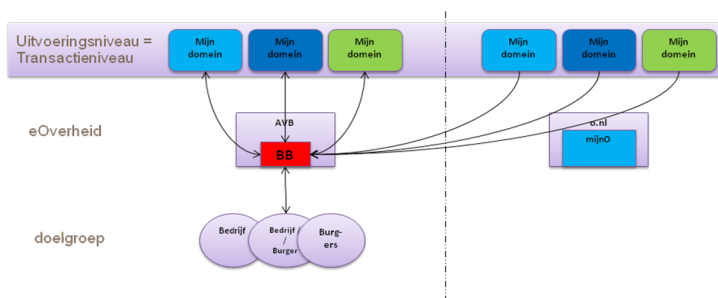 Uitvoeringsniveau =
Transactieniveau
Mijn
domein
Mijn
domein
Mijn
domein
Mijn
domein
Mijn
domein
Mijn
domein
eOverheid
AVB
BB
o.nl
mijnO
doelgroep
Bedrijf
Bedrijf /
/
Burger
Burg-
ers